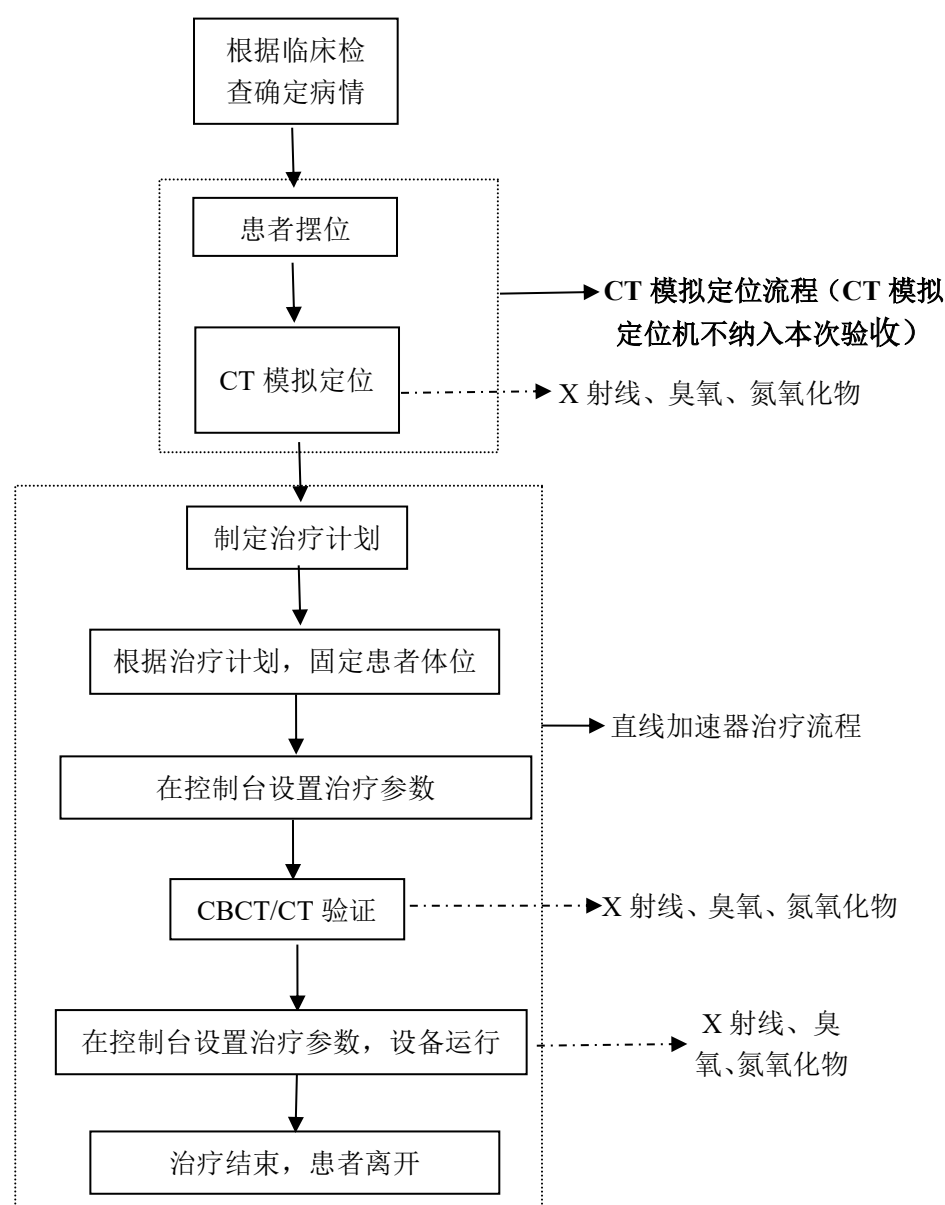 根据临床检
查确定病情
患者摆位
CT 模拟定位流程（CT 模拟
定位机不纳入本次验收）
CT 模拟定位
X 射线、臭氧、氮氧化物
制定治疗计划
根据治疗计划，固定患者体位
直线加速器治疗流程
在控制台设置治疗参数
CBCT/CT 验证
X 射线、臭氧、氮氧化物
X 射线、臭
氧、氮氧化物
在控制台设置治疗参数，设备运行
治疗结束，患者离开